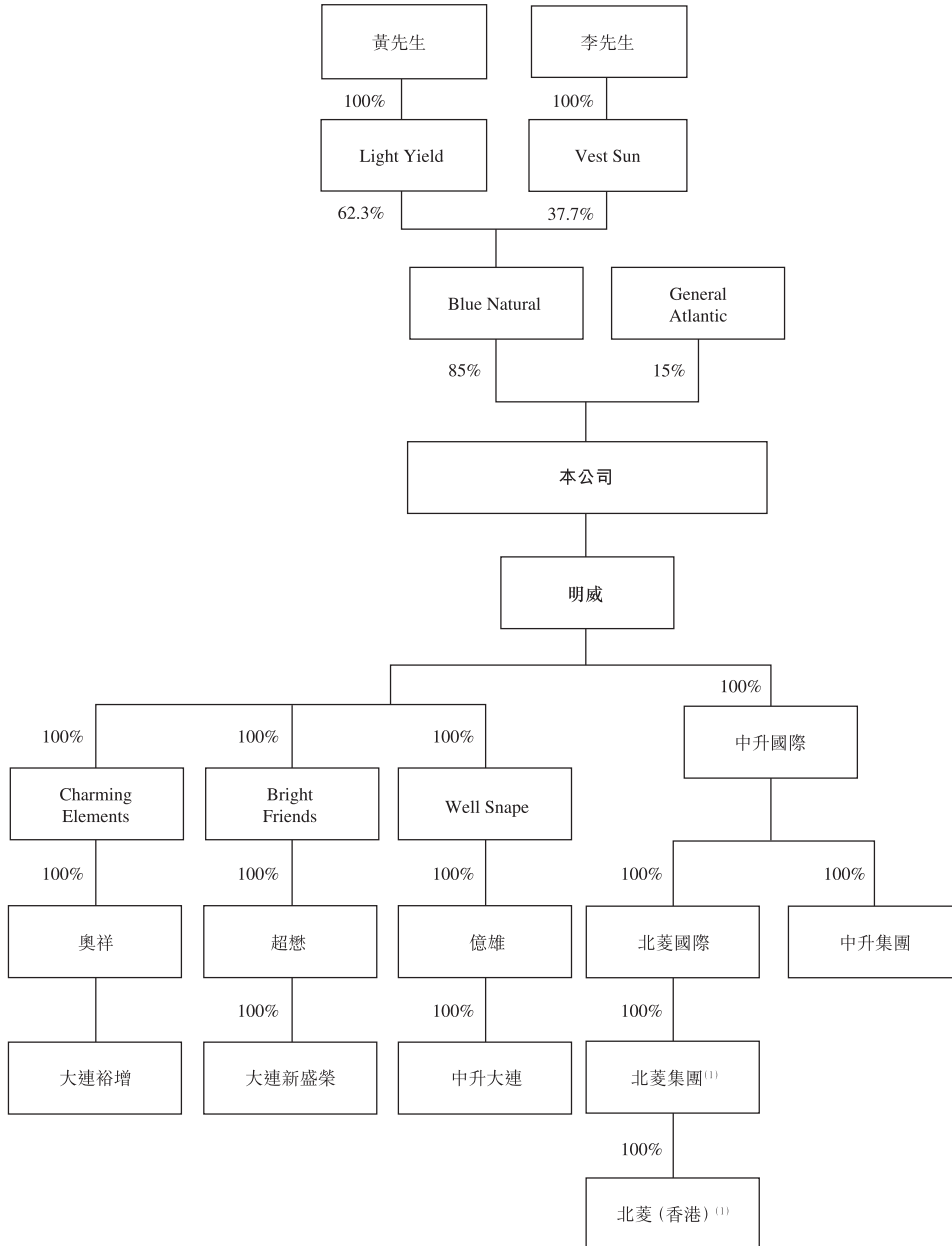 黃先生
李先生
100%
100%
Light Yield
Vest Sun
62.3%
37.7%
Blue Natural
General
Atlantic
85%
15%
本公司
明威
100%
中升國際
100%
100%
100%
Charming
Elements
Bright
Friends
Well Snape
100%
100%
100%
100%
100%
奧祥
超懋
億雄
北菱國際
中升集團
100%
100%
100%
大連裕增
大連新盛榮
中升大連
北菱集團(1)
100%
北菱(香港)(1)